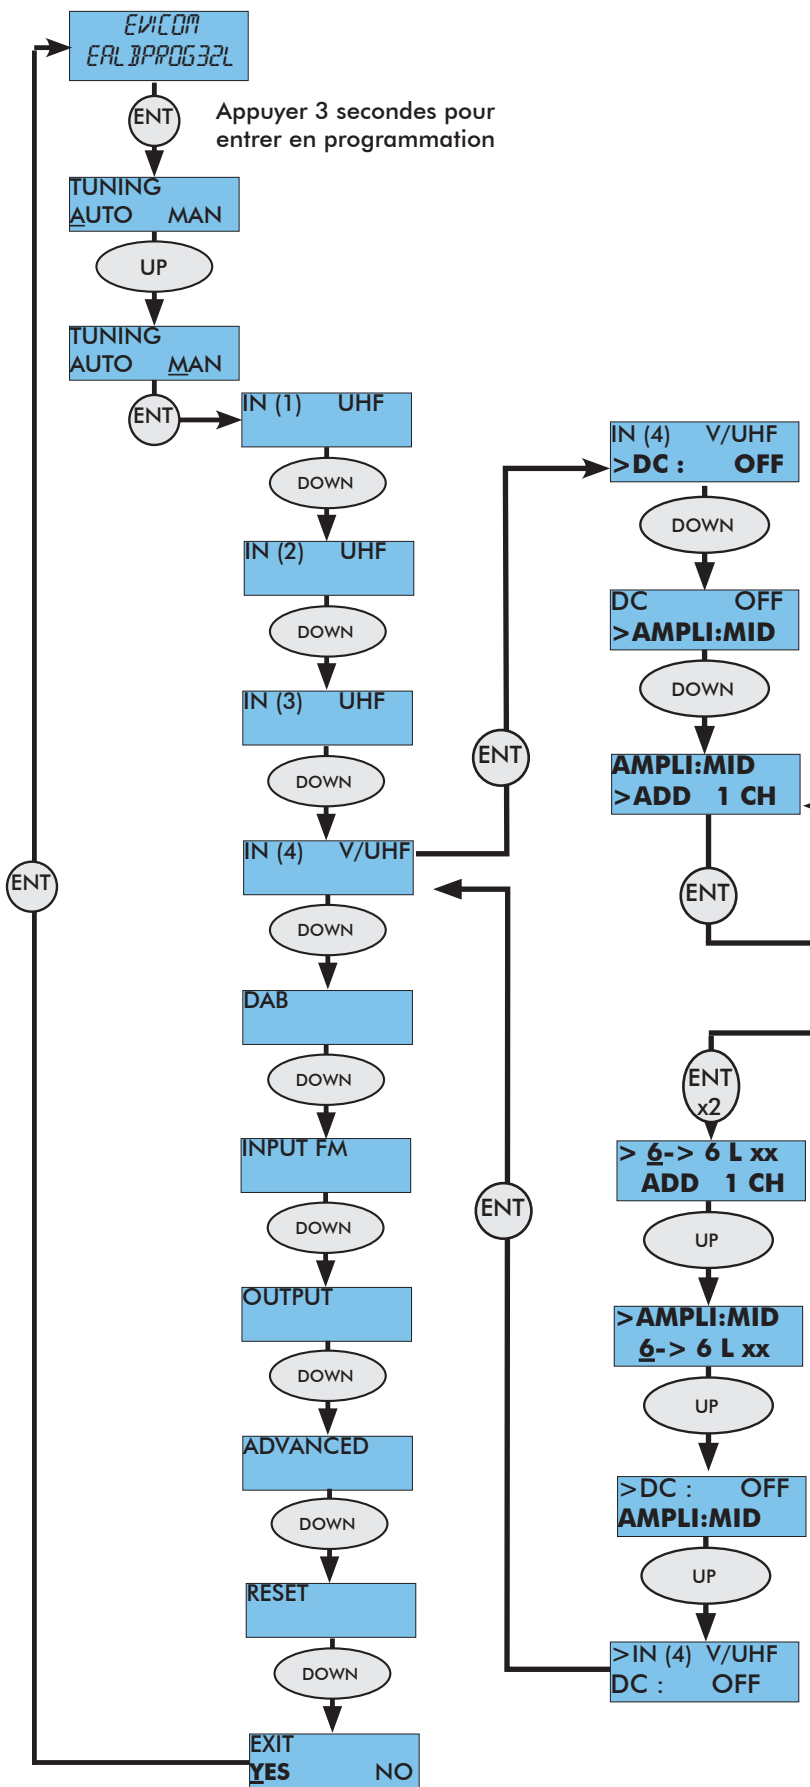 EVICOM
EALBPROG32L
ENT
Appuyer 3 secondes pour
entrer en programmation
TUNING
AUTO MAN
UP
TUNING
AUTO MAN
ENT
IN (1) UHF
DOWN
IN (2) UHF
DOWN
IN (3) UHF
DOWN
IN (4) V/UHF
DOWN
DAB
DOWN
INPUT FM
DOWN
OUTPUT
DOWN
ADVANCED
DOWN
RESET
DOWN
EXIT
YES NO
ENT
ENT
IN (4) V/UHF
>DC : OFF
DOWN
DC OFF
>AMPLI:MID
DOWN
AMPLI:MID
>ADD 1 CH
ENT
ENT
x2
> 6-> 6 L xx
ADD 1 CH
UP
>AMPLI:MID
6-> 6 L xx
UP
>DC : OFF
AMPLI:MID
UP
>IN (4) V/UHF
DC : OFF
ENT